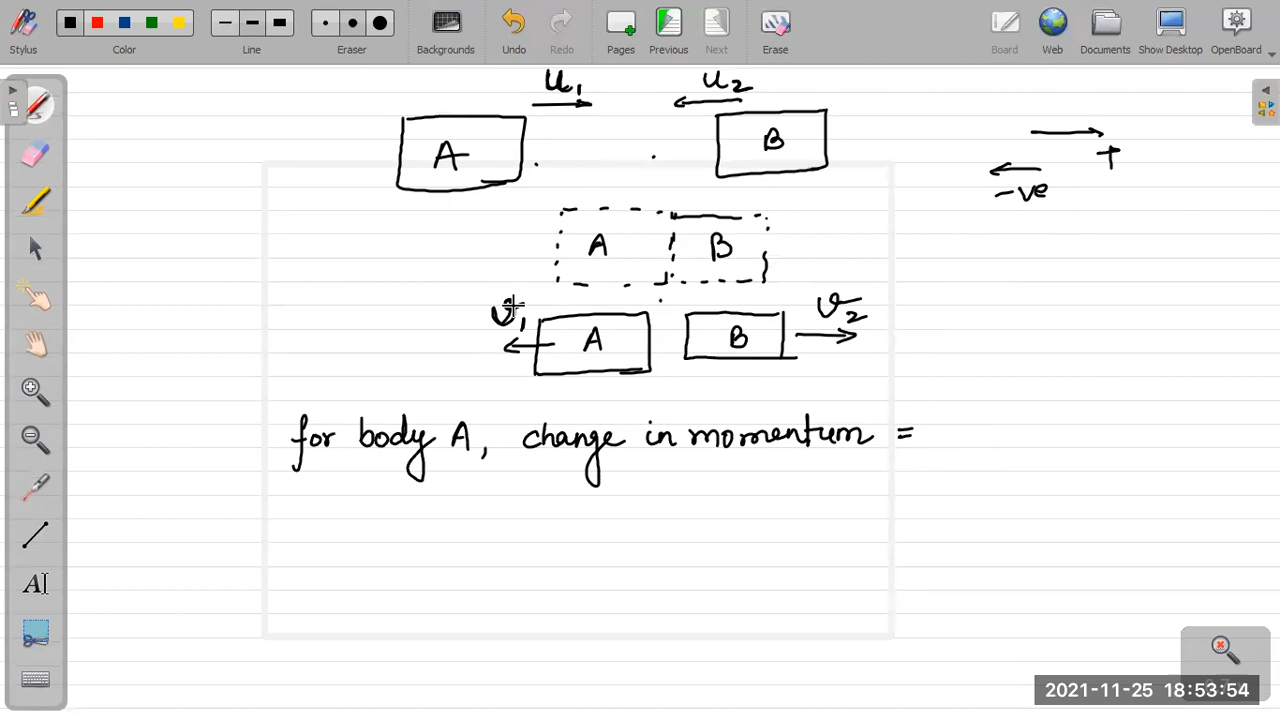 Stylus Color Line Eraser Backgrounds Undo Redo Pages Previous Next Erase Board Web Documents Show Desktop OpenBoard
u₁ u₂
A B
+
-ve
A B
v₁ v₂
A B
for body A, change in momentum =
2021-11-25 18:53:54